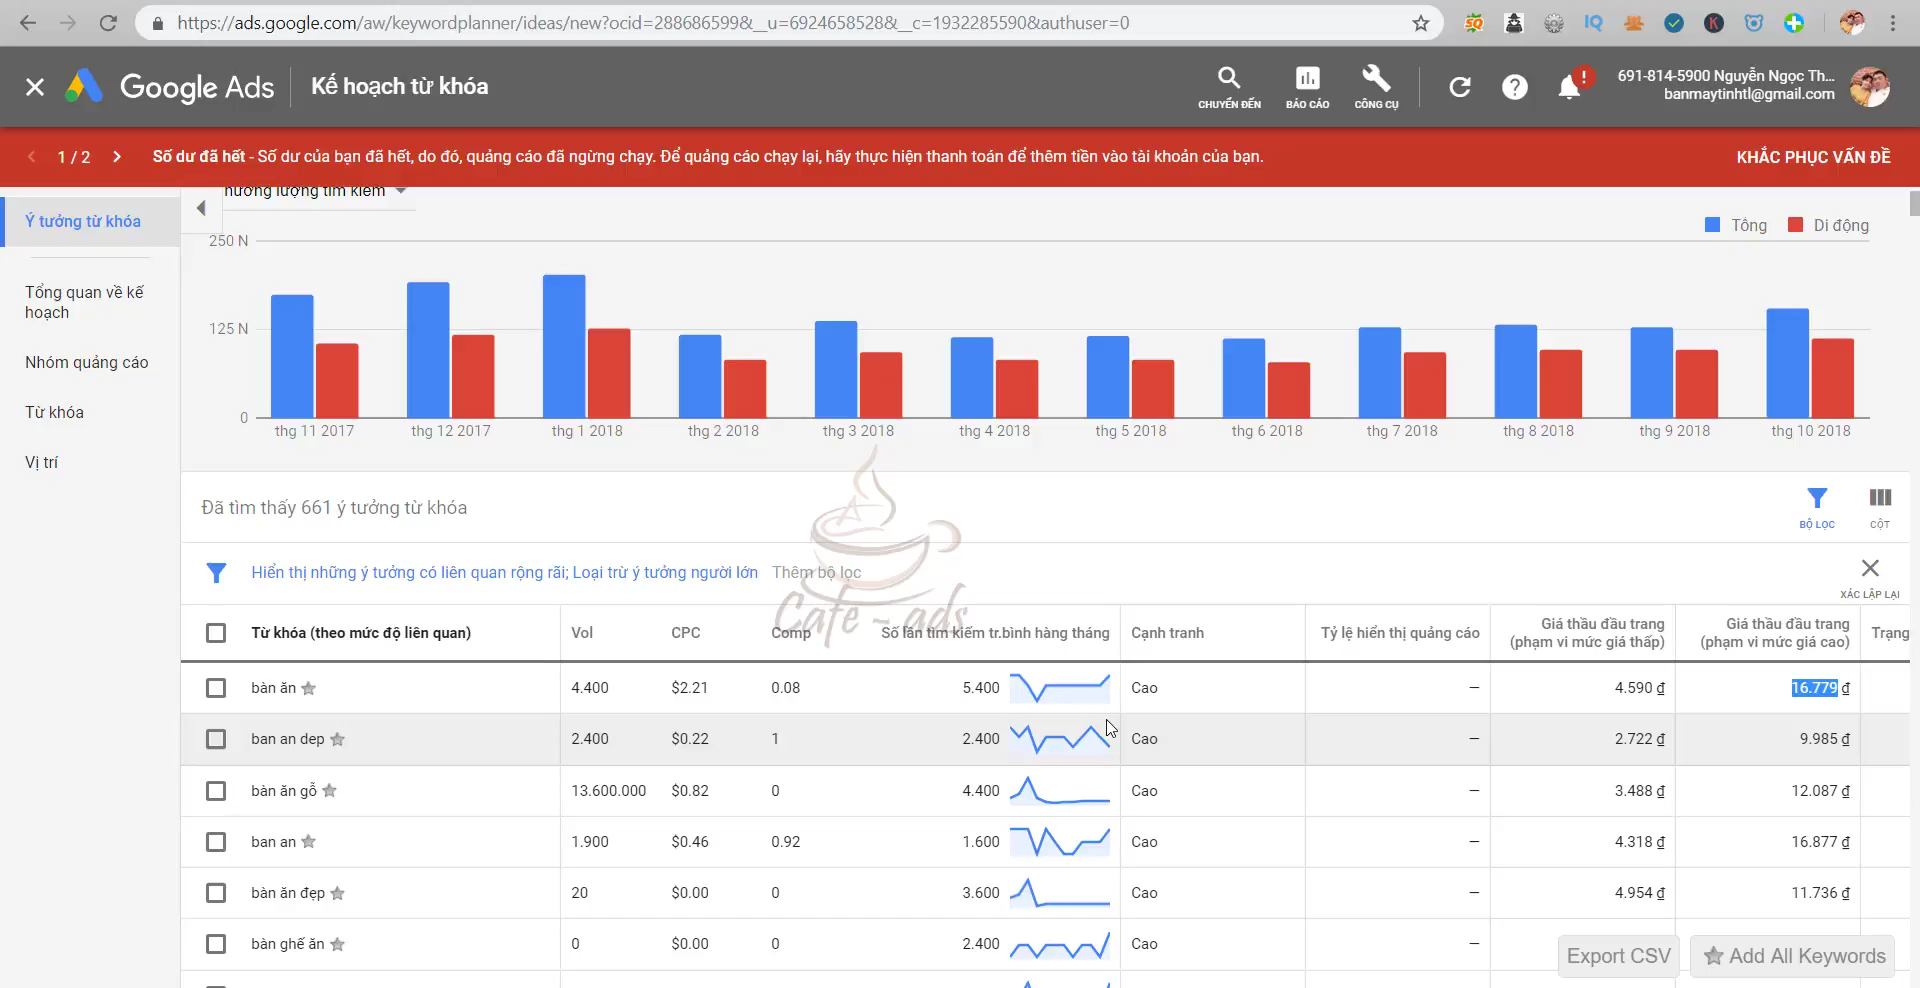 https://ads.google.com/aw/keywordplanner/ideas/new?ocid=288686599&__u=6924658528&__c=1932285590&authuser=0
Google Ads
Kế hoạch từ khóa
CHUYỂN ĐẾN
BÁO CÁO
CÔNG CỤ
691-814-5900 Nguyễn Ngọc Th...
banmaytinhtl@gmail.com
1 / 2
Số dư đã hết - Số dư của bạn đã hết, do đó, quảng cáo đã ngừng chạy. Để quảng cáo chạy lại, hãy thực hiện thanh toán để thêm tiền vào tài khoản của bạn.
KHẮC PHỤC VẤN ĐỀ
Ý tưởng từ khóa
Tổng quan về kế hoạch
Nhóm quảng cáo
Từ khóa
Vị trí
hướng lượng tìm kiếm
Tổng
Di động
250 N
125 N
0
thg 11 2017
thg 12 2017
thg 1 2018
thg 2 2018
thg 3 2018
thg 4 2018
thg 5 2018
thg 6 2018
thg 7 2018
thg 8 2018
thg 9 2018
thg 10 2018
Đã tìm thấy 661 ý tưởng từ khóa
BỘ LỌC
CỘT
Hiển thị những ý tưởng có liên quan rộng rãi; Loại trừ ý tưởng người lớn
Thêm bộ lọc
XÁC LẬP LẠI
Cafe - ads
Từ khóa (theo mức độ liên quan)
Vol
CPC
Comp
Số lần tìm kiếm tr.bình hàng tháng
Cạnh tranh
Tỷ lệ hiển thị quảng cáo
Giá thầu đầu trang (phạm vi mức giá thấp)
Giá thầu đầu trang (phạm vi mức giá cao)
Trạng
bàn ăn 4.400 $2.21 0.08 5.400 Cao – 4.590 ₫ 16.779 ₫
ban an dep 2.400 $0.22 1 2.400 Cao – 2.722 ₫ 9.985 ₫
bàn ăn gỗ 13.600.000 $0.82 0 4.400 Cao – 3.488 ₫ 12.087 ₫
ban an 1.900 $0.46 0.92 1.600 Cao – 4.318 ₫ 16.877 ₫
bàn ăn đẹp 20 $0.00 0 3.600 Cao – 4.954 ₫ 11.736 ₫
bàn ghế ăn 0 $0.00 0 2.400 Cao –
Export CSV
Add All Keywords